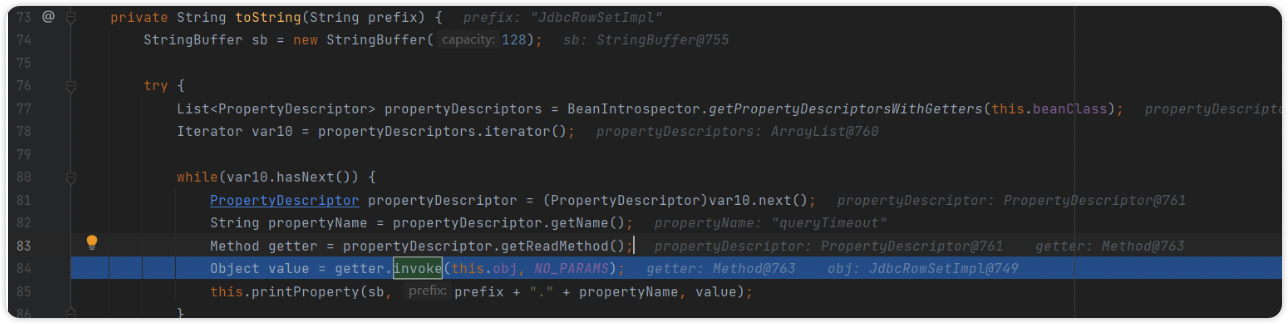 73 @ private String toString(String prefix) { prefix: "JdbcRowSetImpl"
74 StringBuffer sb = new StringBuffer( capacity: 128); sb: StringBuffer@755
75
76 try {
77 List<PropertyDescriptor> propertyDescriptors = BeanIntrospector.getPropertyDescriptorsWithGetters(this.beanClass); propertyDescripto
78 Iterator var10 = propertyDescriptors.iterator(); propertyDescriptors: ArrayList@760
79
80 while(var10.hasNext()) {
81 PropertyDescriptor propertyDescriptor = (PropertyDescriptor)var10.next(); propertyDescriptor: PropertyDescriptor@761
82 String propertyName = propertyDescriptor.getName(); propertyName: "queryTimeout"
83 Method getter = propertyDescriptor.getReadMethod(); propertyDescriptor: PropertyDescriptor@761 getter: Method@763
84 Object value = getter.invoke(this.obj, NO_PARAMS); getter: Method@763 obj: JdbcRowSetImpl@749
85 this.printProperty(sb, prefix: prefix + "." + propertyName, value);
86 }